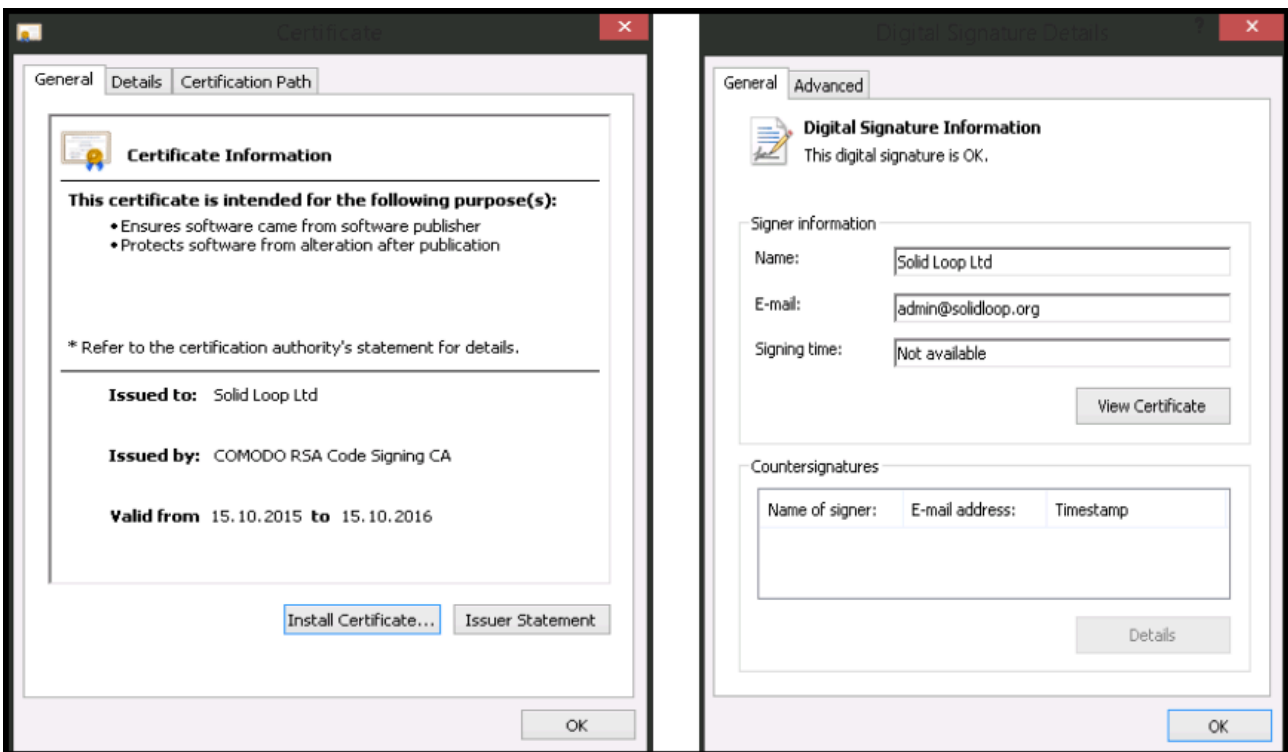 Certificate
General
Details
Certification Path
Certificate Information
This certificate is intended for the following purpose(s):
• Ensures software came from software publisher
• Protects software from alteration after publication
* Refer to the certification authority's statement for details.
Issued to: Solid Loop Ltd
Issued by: COMODO RSA Code Signing CA
Valid from 15.10.2015 to 15.10.2016
Install Certificate...
Issuer Statement
OK
Digital Signature Details
?
General
Advanced
Digital Signature Information
This digital signature is OK.
Signer information
Name: Solid Loop Ltd
E-mail: admin@solidloop.org
Signing time: Not available
View Certificate
Countersignatures
Name of signer: E-mail address: Timestamp
Details
OK